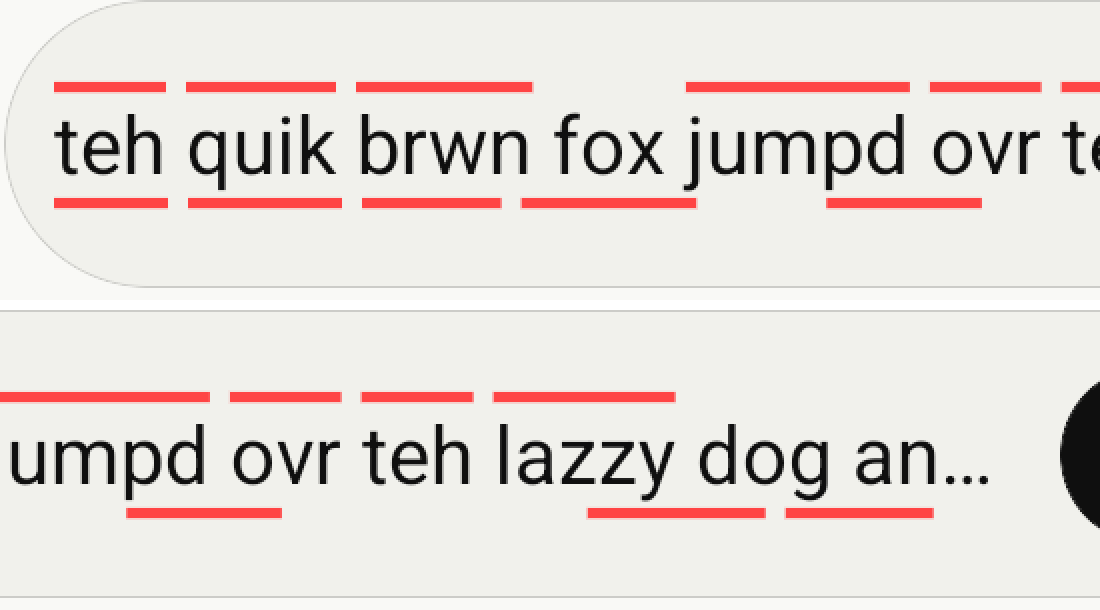 teh quik brwn fox jumpd ovr
umpd ovr teh lazzy dog an…